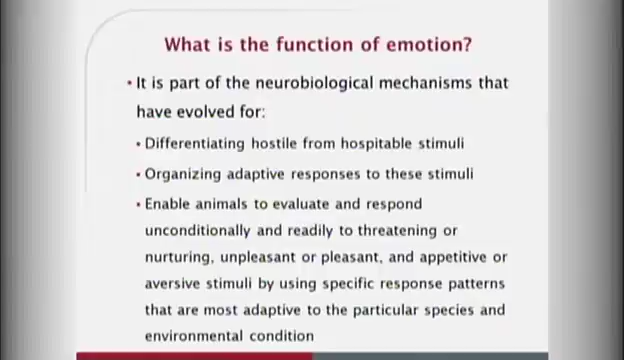 What is the function of emotion?
• It is part of the neurobiological mechanisms that
have evolved for:
• Differentiating hostile from hospitable stimuli
• Organizing adaptive responses to these stimuli
• Enable animals to evaluate and respond
unconditionally and readily to threatening or
nurturing, unpleasant or pleasant, and appetitive or
aversive stimuli by using specific response patterns
that are most adaptive to the particular species and
environmental condition